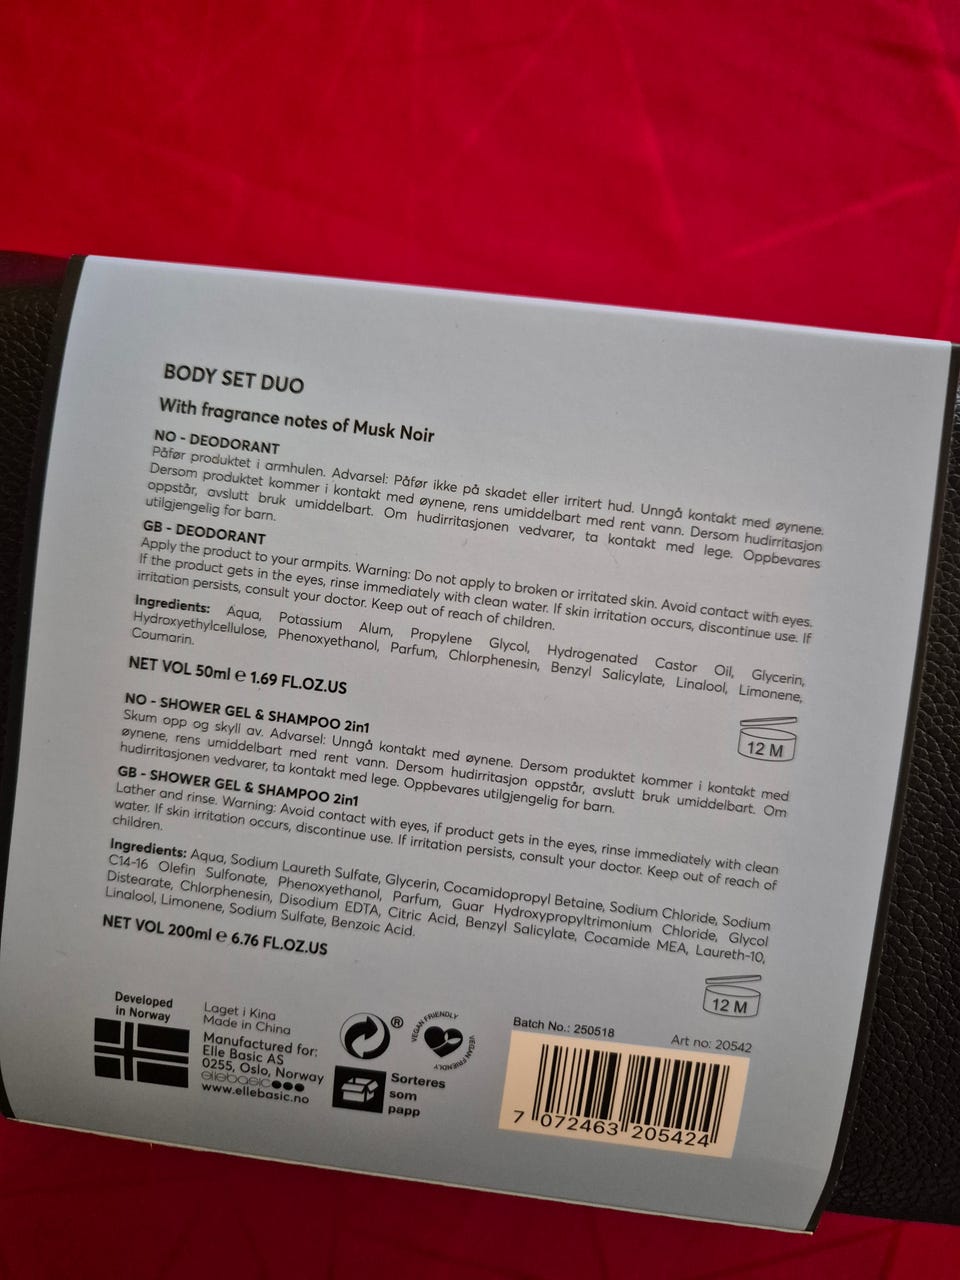 BODY SET DUO
With fragrance notes of Musk Noir
NO - DEODORANT
Påfør produktet i armhulen. Advarsel: Påfør ikke på skadet eller irritert hud. Unngå kontakt med øynene.
Dersom produktet kommer i kontakt med øynene, rens umiddelbart med rent vann. Dersom hudirritasjon
oppstår, avslutt bruk umiddelbart. Om hudirritasjonen vedvarer, ta kontakt med lege. Oppbevares
utilgjengelig for barn.
GB - DEODORANT
Apply the product to your armpits. Warning: Do not apply to broken or irritated skin. Avoid contact with eyes.
If the product gets in the eyes, rinse immediately with clean water. If skin irritation occurs, discontinue use. If
irritation persists, consult your doctor. Keep out of reach of children.
Ingredients: Aqua, Potassium Alum, Propylene Glycol, Hydrogenated Castor Oil, Glycerin,
Hydroxyethylcellulose, Phenoxyethanol, Parfum, Chlorphenesin, Benzyl Salicylate, Linalool, Limonene,
Coumarin.
NET VOL 50ml e 1.69 FL.OZ.US
12 M
NO - SHOWER GEL & SHAMPOO 2in1
Skum opp og skyll av. Advarsel: Unngå kontakt med øynene. Dersom produktet kommer i kontakt med
øynene, rens umiddelbart med rent vann. Dersom hudirritasjon oppstår, avslutt bruk umiddelbart. Om
hudirritasjonen vedvarer, ta kontakt med lege. Oppbevares utilgjengelig for barn.
GB - SHOWER GEL & SHAMPOO 2in1
Lather and rinse. Warning: Avoid contact with eyes, if product gets in the eyes, rinse immediately with clean
water. If skin irritation occurs, discontinue use. If irritation persists, consult your doctor. Keep out of reach of
children.
Ingredients: Aqua, Sodium Laureth Sulfate, Glycerin, Cocamidopropyl Betaine, Sodium Chloride, Sodium
C14-16 Olefin Sulfonate, Phenoxyethanol, Parfum, Guar Hydroxypropyltrimonium Chloride, Glycol
Distearate, Chlorphenesin, Disodium EDTA, Citric Acid, Benzyl Salicylate, Cocamide MEA, Laureth-10,
Linalool, Limonene, Sodium Sulfate, Benzoic Acid.
NET VOL 200ml e 6.76 FL.OZ.US
12 M
Developed
in Norway
Laget i Kina
Made in China
Manufactured for:
Elle Basic AS
0255, Oslo, Norway
ellebasic
www.ellebasic.no
®
VEGAN FRIENDLY
VEGAN FRIENDLY
Sorteres
som
papp
Batch No.: 250518
Art no: 20542
7 072463 205424